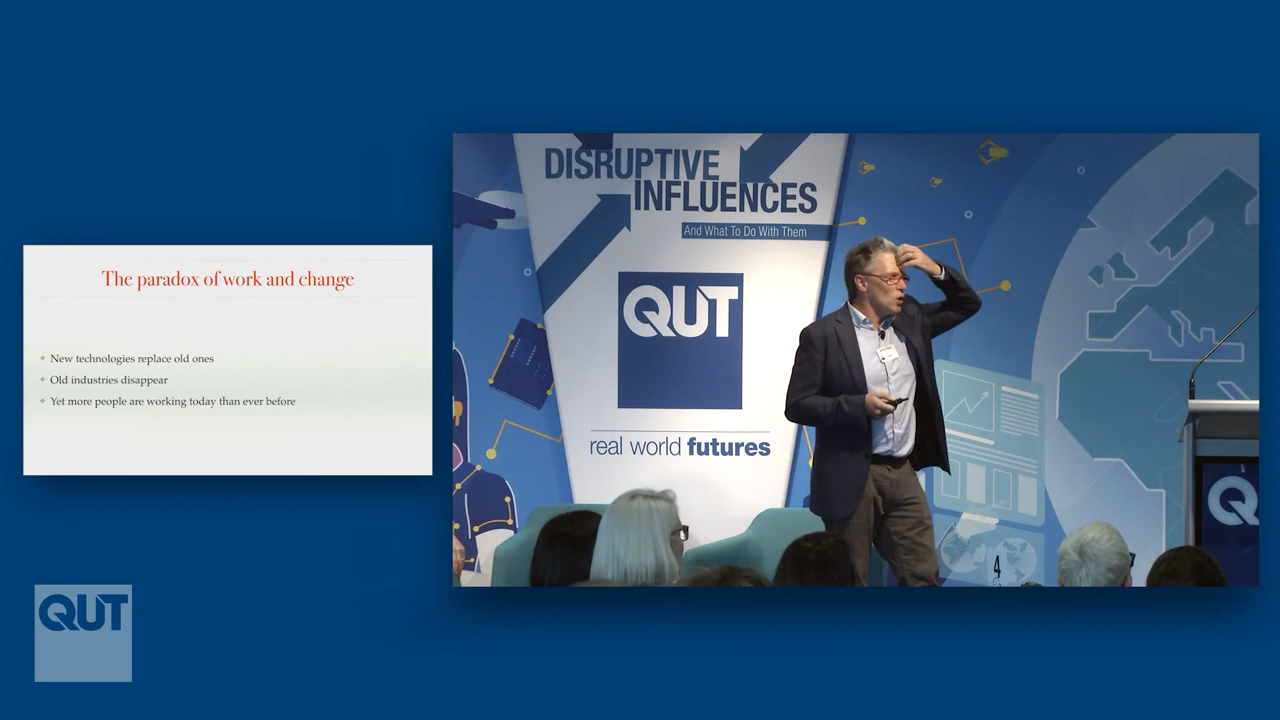 The paradox of work and change
New technologies replace old ones
Old industries disappear
Yet more people are working today than ever before
QUT
DISRUPTIVE
INFLUENCES
And What To Do With Them
QUT
real world futures
4
Q